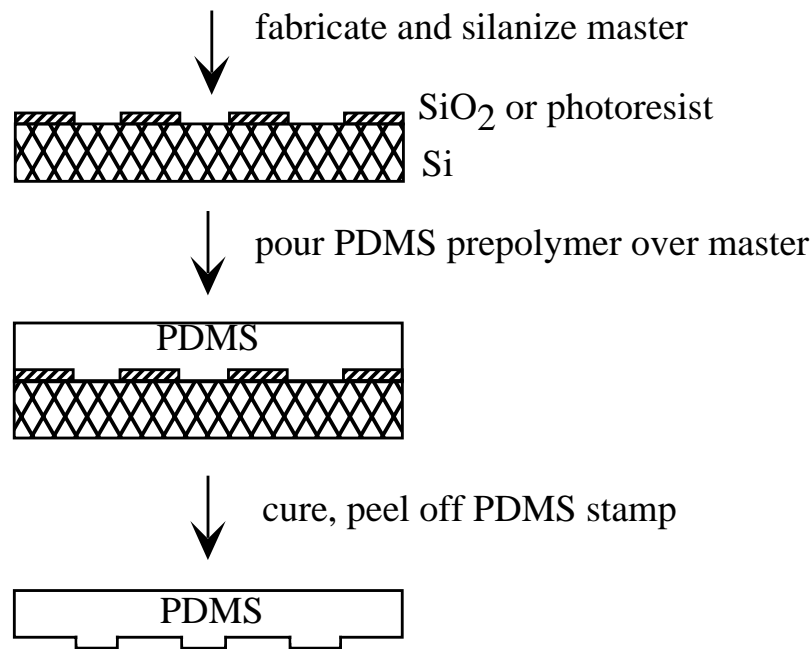 fabricate and silanize master
SiO2 or photoresist
Si
pour PDMS prepolymer over master
PDMS
cure, peel off PDMS stamp
PDMS